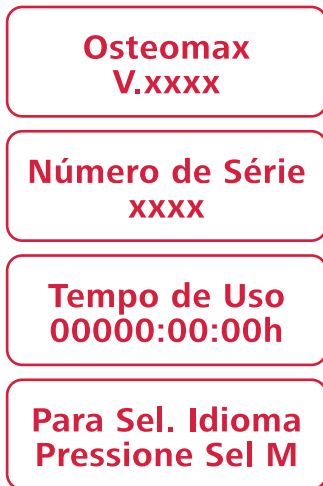 Osteomax
V.xxxx
Número de Série
xxxx
Tempo de Uso
00000:00:00h
Para Sel. Idioma
Pressione Sel M